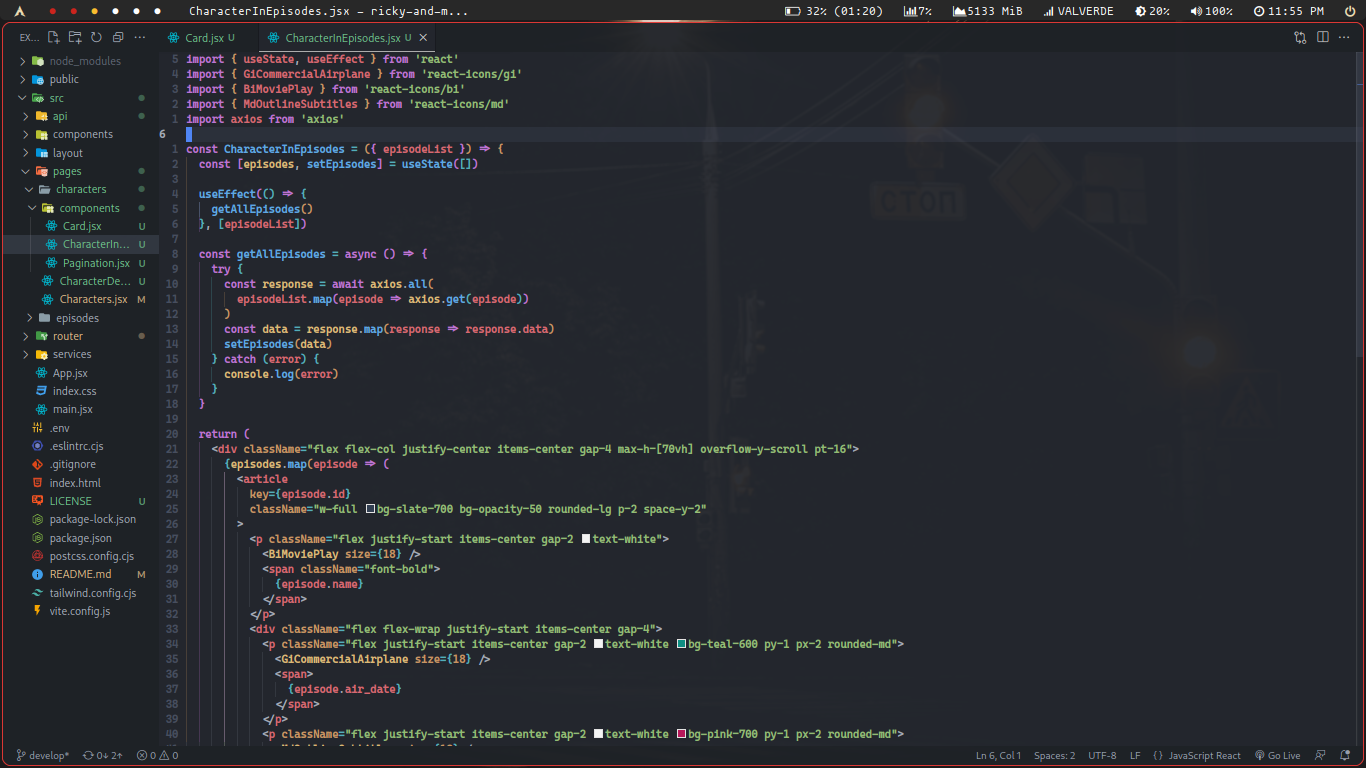 CharacterInEpisodes.jsx - ricky-and-m...
32% (01:20)
7%
5133 MiB
VALVERDE
20%
100%
11:55 PM
EX...
Card.jsx U
CharacterInEpisodes.jsx U
node_modules
public
src
api
components
layout
pages
characters
components
Card.jsx U
CharacterIn... U
Pagination.jsx U
CharacterDe... U
Characters.jsx M
episodes
router
services
App.jsx
index.css
main.jsx
.env
.eslintrc.cjs
.gitignore
index.html
LICENSE U
package-lock.json
package.json
postcss.config.cjs
README.md M
tailwind.config.cjs
vite.config.js
5 import { useState, useEffect } from 'react'
4 import { GiCommercialAirplane } from 'react-icons/gi'
3 import { BiMoviePlay } from 'react-icons/bi'
2 import { MdOutlineSubtitles } from 'react-icons/md'
1 import axios from 'axios'
6
1 const CharacterInEpisodes = ({ episodeList }) => {
2 const [episodes, setEpisodes] = useState([])
3
4 useEffect(() => {
5 getAllEpisodes()
6 }, [episodeList])
7
8 const getAllEpisodes = async () => {
9 try {
10 const response = await axios.all(
11 episodeList.map(episode => axios.get(episode))
12 )
13 const data = response.map(response => response.data)
14 setEpisodes(data)
15 } catch (error) {
16 console.log(error)
17 }
18 }
19
20 return (
21 <div className="flex flex-col justify-center items-center gap-4 max-h-[70vh] overflow-y-scroll pt-16">
22 {episodes.map(episode => (
23 <article
24 key={episode.id}
25 className="w-full bg-slate-700 bg-opacity-50 rounded-lg p-2 space-y-2"
26 >
27 <p className="flex justify-start items-center gap-2 text-white">
28 <BiMoviePlay size={18} />
29 <span className="font-bold">
30 {episode.name}
31 </span>
32 </p>
33 <div className="flex flex-wrap justify-start items-center gap-4">
34 <p className="flex justify-start items-center gap-2 text-white bg-teal-600 py-1 px-2 rounded-md">
35 <GiCommercialAirplane size={18} />
36 <span>
37 {episode.air_date}
38 </span>
39 </p>
40 <p className="flex justify-start items-center gap-2 text-white bg-pink-700 py-1 px-2 rounded-md">
стоп
develop*
0↓ 2↑
0 0
Ln 6, Col 1
Spaces: 2
UTF-8
LF
{} JavaScript React
Go Live